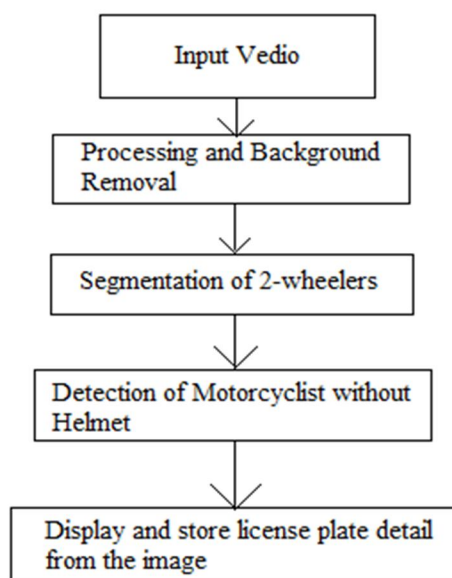 Input Vedio
Processing and Background
Removal
Segmentation of 2-wheelers
Detection of Motorcyclist without
Helmet
Display and store license plate detail
from the image